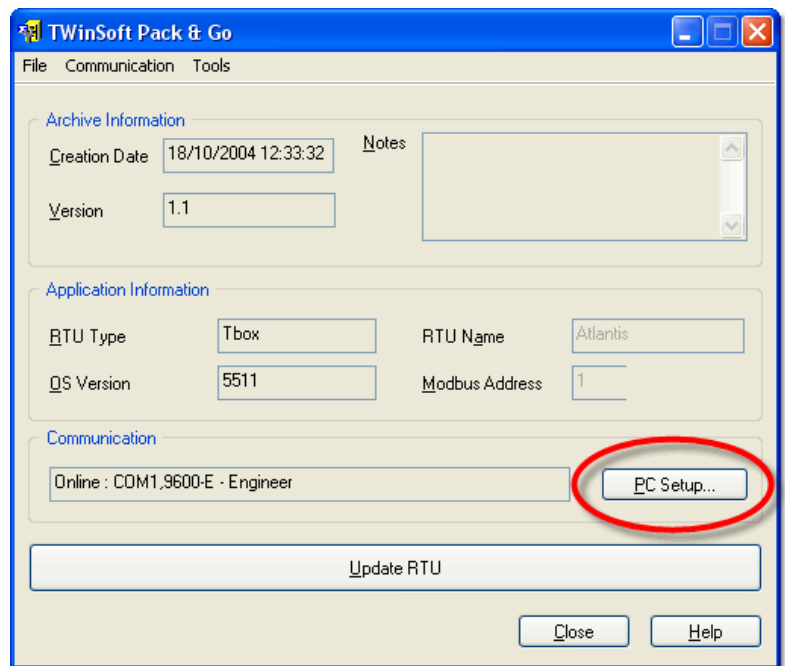 TWinSoft Pack & Go
File Communication Tools
Archive Information
Creation Date 18/10/2004 12:33:32 Notes
Version 1.1
Application Information
RTU Type Tbox RTU Name Atlantis
OS Version 5511 Modbus Address 1
Communication
Online : COM1,9600-E - Engineer PC Setup...
Update RTU
Close Help